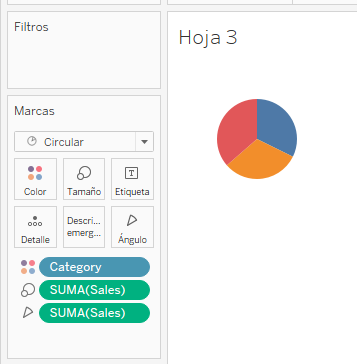 Filtros
Hoja 3
Marcas
Circular
Color
Tamaño
Etiqueta
Detalle
Descri...
emerg...
Ángulo
Category
SUMA(Sales)
SUMA(Sales)